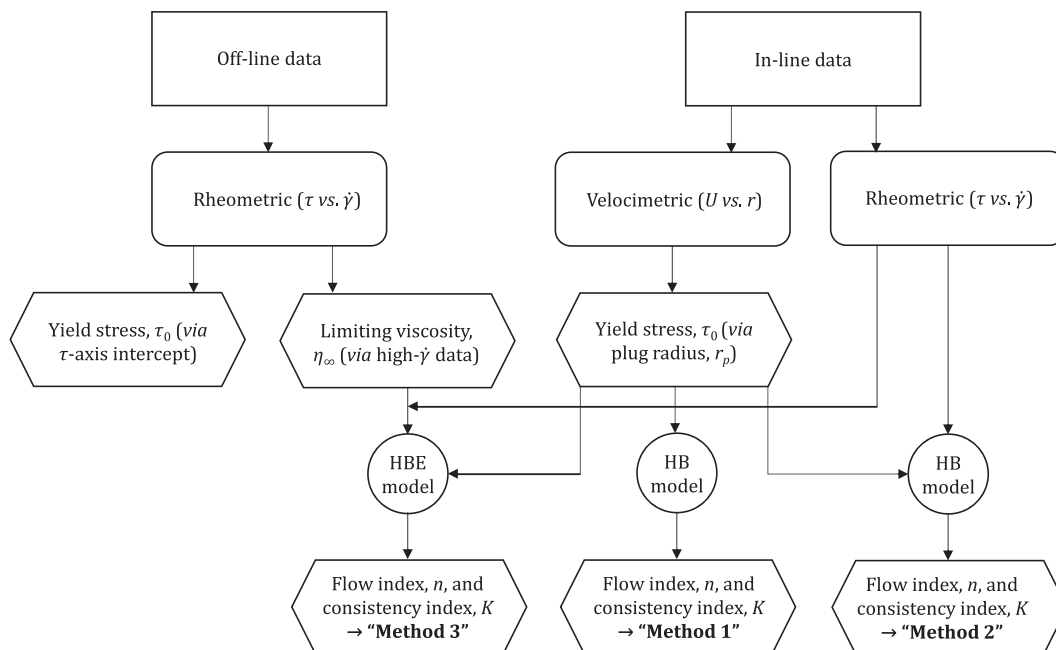 Off-line data
In-line data
Rheometric (τ vs. γ̇)
Velocimetric (U vs. r)
Rheometric (τ vs. γ̇)
Yield stress, τ₀ (via
τ-axis intercept)
Limiting viscosity,
η∞ (via high-γ̇ data)
Yield stress, τ₀ (via
plug radius, rₚ)
HBE
model
HB
model
HB
model
Flow index, n, and
consistency index, K
→ “Method 3”
Flow index, n, and
consistency index, K
→ “Method 1”
Flow index, n, and
consistency index, K
→ “Method 2”